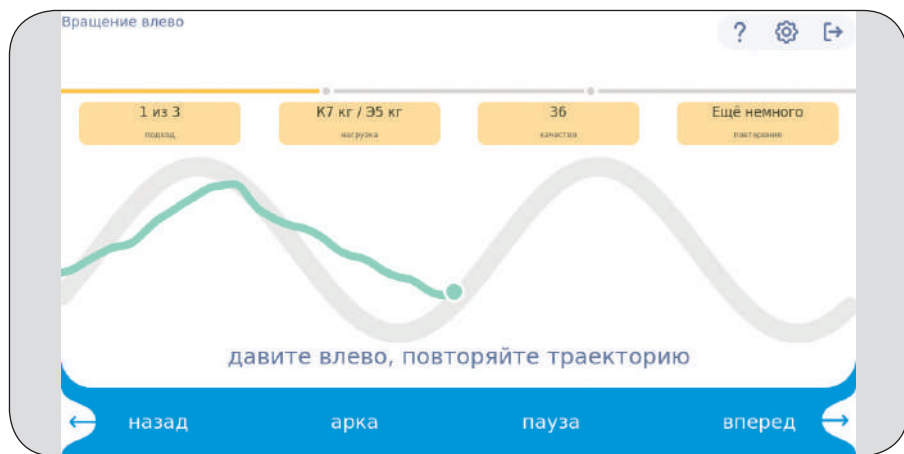 Вращение влево
?
1 из 3
подход
К7 кг / Э5 кг
нагрузка
36
качество
Ещё немного
повторение
давите влево, повторяйте траекторию
назад
арка
пауза
вперед